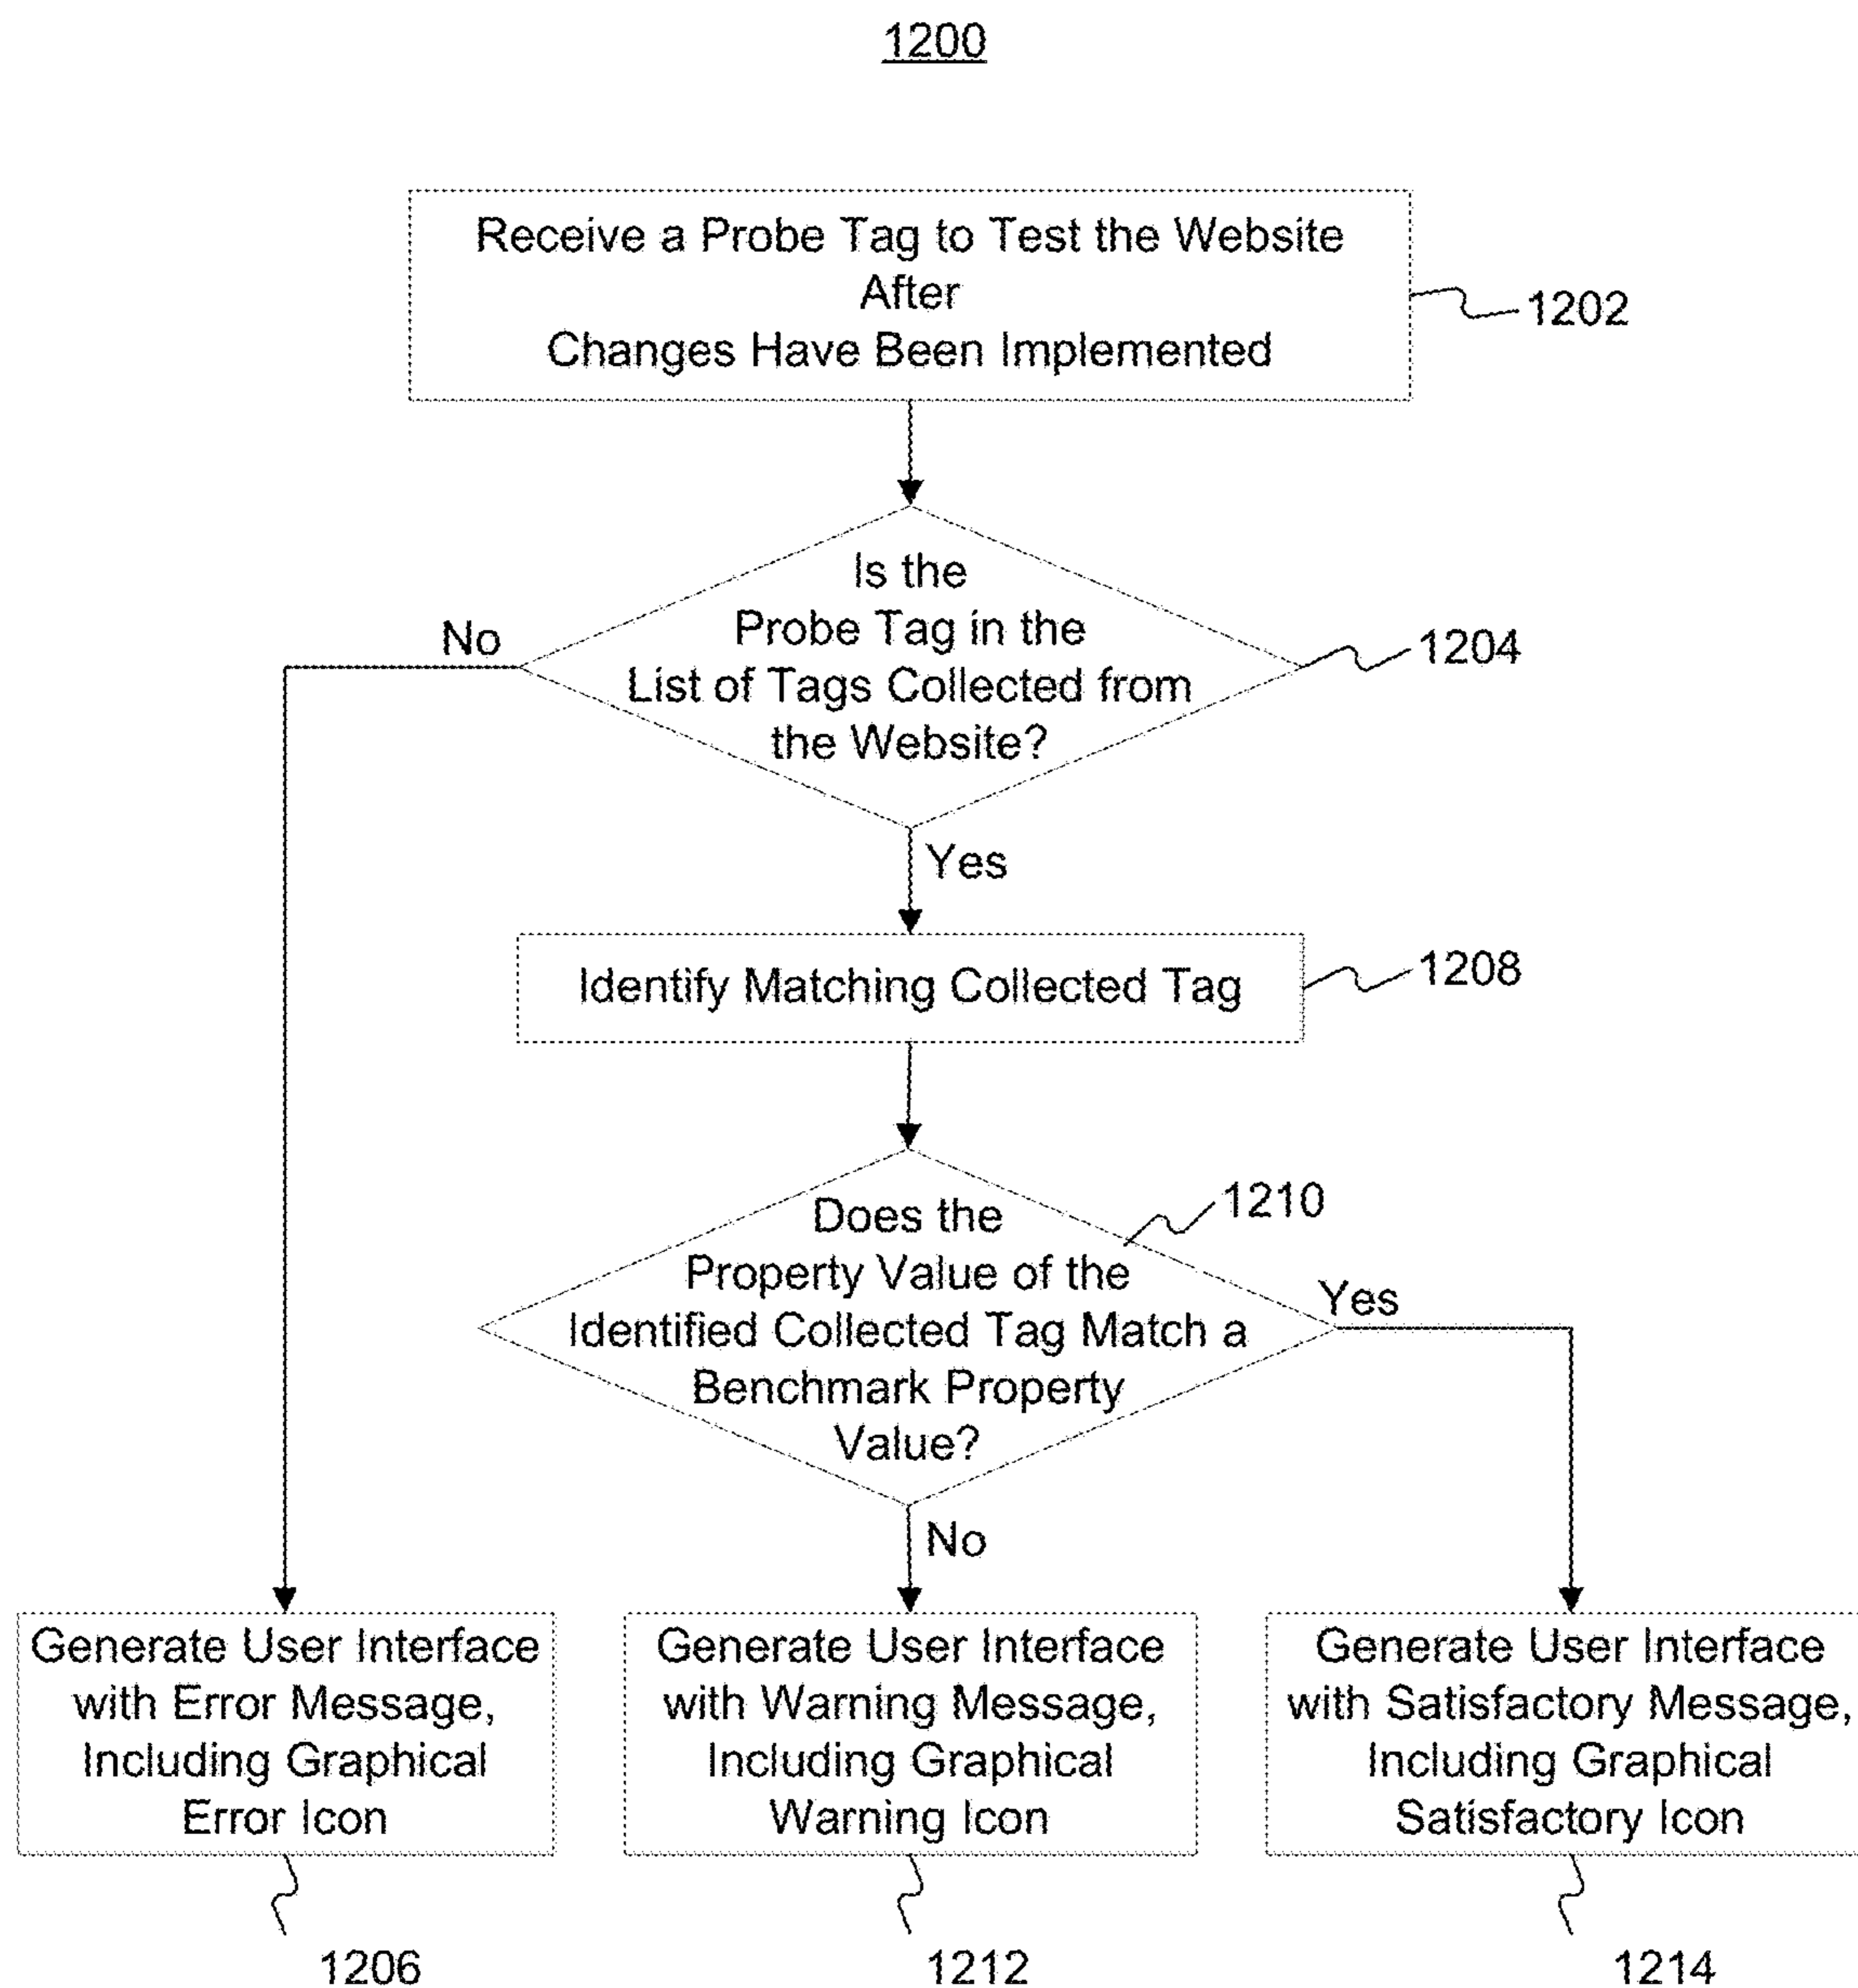 1200
Receive a Probe Tag to Test the Website
After
Changes Have Been Implemented
1202
Is the
Probe Tag in the
List of Tags Collected from
the Website?
1204
No
Yes
Identify Matching Collected Tag
1208
Does the
Property Value of the
Identified Collected Tag Match a
Benchmark Property
Value?
1210
Yes
No
Generate User Interface
with Error Message,
Including Graphical
Error Icon
Generate User Interface
with Warning Message,
Including Graphical
Warning Icon
Generate User Interface
with Satisfactory Message,
Including Graphical
Satisfactory Icon
1206
1212
1214